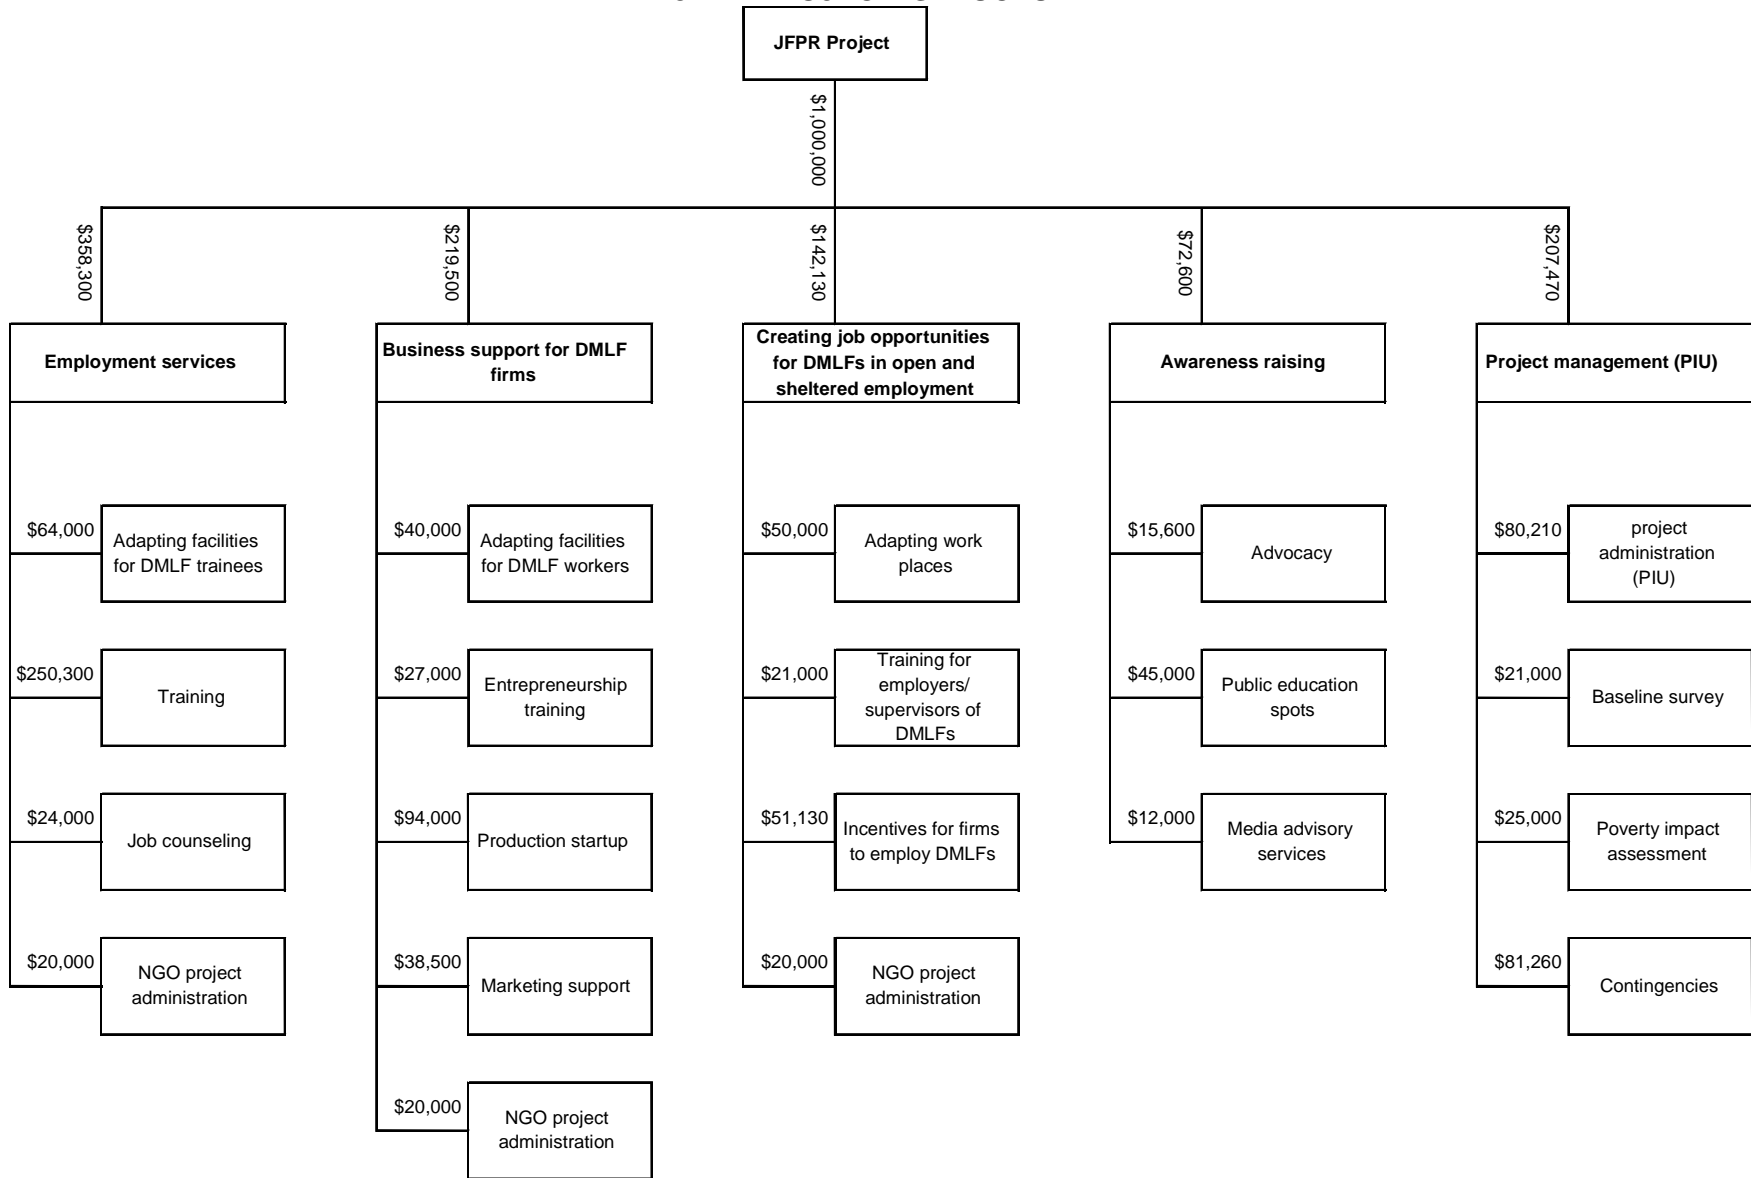 JFPR Project
$1,000,000
$358,300
$219,500
$142,130
$72,600
$207,470
Employment services
Business support for DMLF
firms
Creating job opportunities
for DMLFs in open and
sheltered employment
Awareness raising
Project management (PIU)
$64,000
Adapting facilities
for DMLF trainees
$40,000
Adapting facilities
for DMLF workers
$50,000
Adapting work
places
$15,600
Advocacy
$80,210
project
administration
(PIU)
$250,300
Training
$27,000
Entrepreneurship
training
$21,000
Training for
employers/
supervisors of
DMLFs
$45,000
Public education
spots
$21,000
Baseline survey
$24,000
Job counseling
$94,000
Production startup
$51,130
Incentives for firms
to employ DMLFs
$12,000
Media advisory
services
$25,000
Poverty impact
assessment
$20,000
NGO project
administration
$38,500
Marketing support
$20,000
NGO project
administration
$81,260
Contingencies
$20,000
NGO project
administration